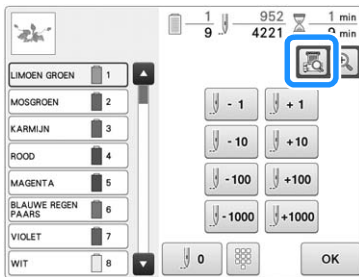 1 952 1 min
9 4221 9 min
LIMOEN GROEN 1
MOSGROEN 2
KARMIJN 3
ROOD 4
MAGENTA 5
BLAUWE REGEN
PAARS 6
VIOLET 7
WIT 8
- 1 + 1
- 10 +10
- 100 +100
- 1000 +1000
0 OK